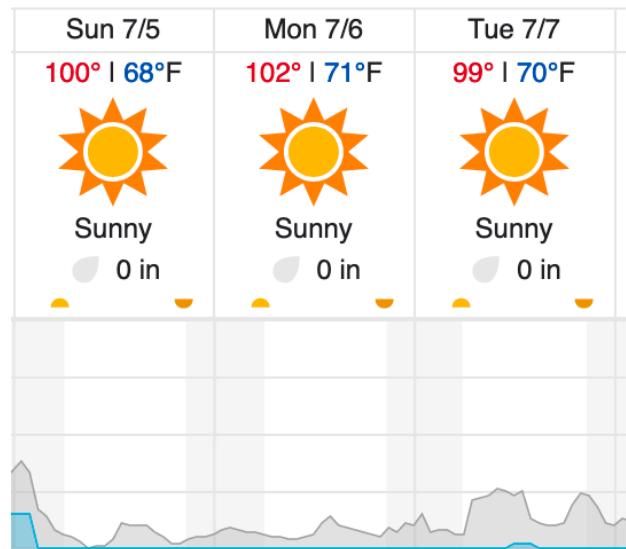 Sun 7/5
100° | 68°F
Sunny
0 in
Mon 7/6
102° | 71°F
Sunny
0 in
Tue 7/7
99° | 70°F
Sunny
0 in